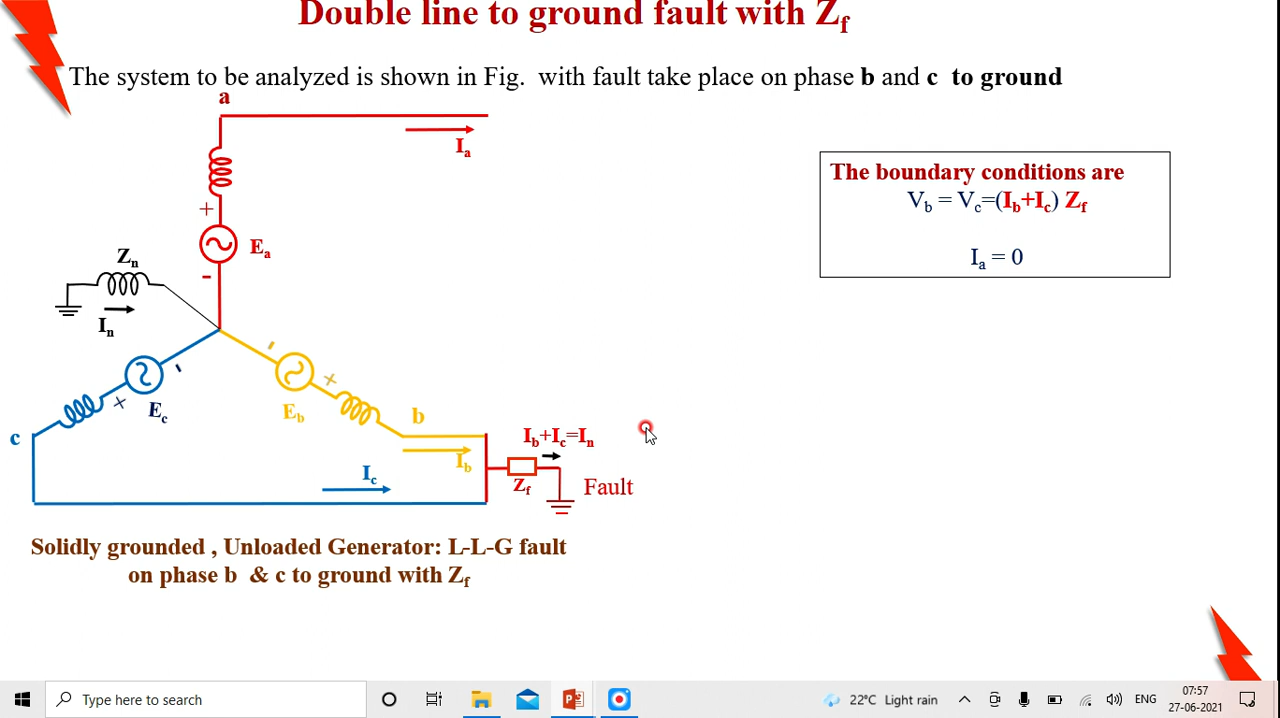 Double line to ground fault with Zf
The system to be analyzed is shown in Fig. with fault take place on phase b and c to ground
a
Ia
The boundary conditions are
Vb = Vc=(Ib+Ic) Zf
Ia = 0
+
Ea
-
Zn
In
-
+
Ec
-
+
Eb
b
c
Ib
Ic
Ib+Ic=In
Zf
Fault
Solidly grounded , Unloaded Generator: L-L-G fault
on phase b & c to ground with Zf
Type here to search
22°C Light rain
ENG
07:57
27-06-2021